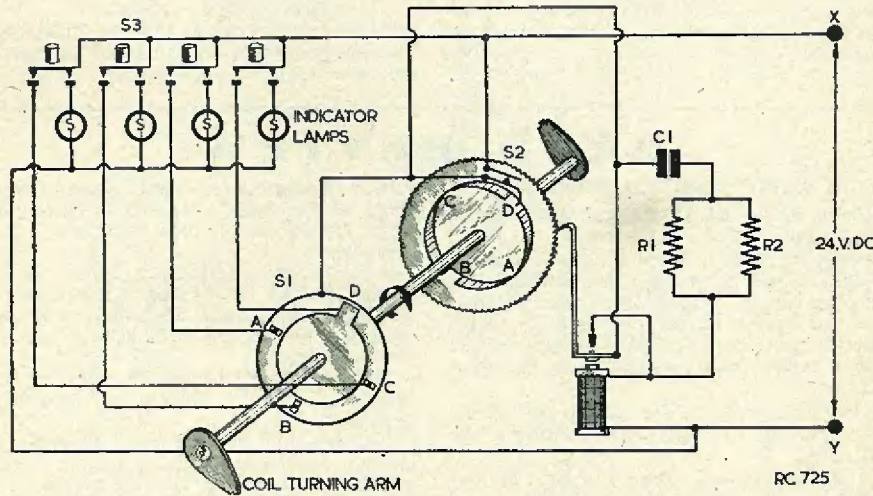 S3
X
S
S
S
S
INDICATOR
LAMPS
S2
C1
C
D
R1
R2
24,V.DC
B
A
S1
D
A
C
B
Y
COIL TURNING ARM
RC 725